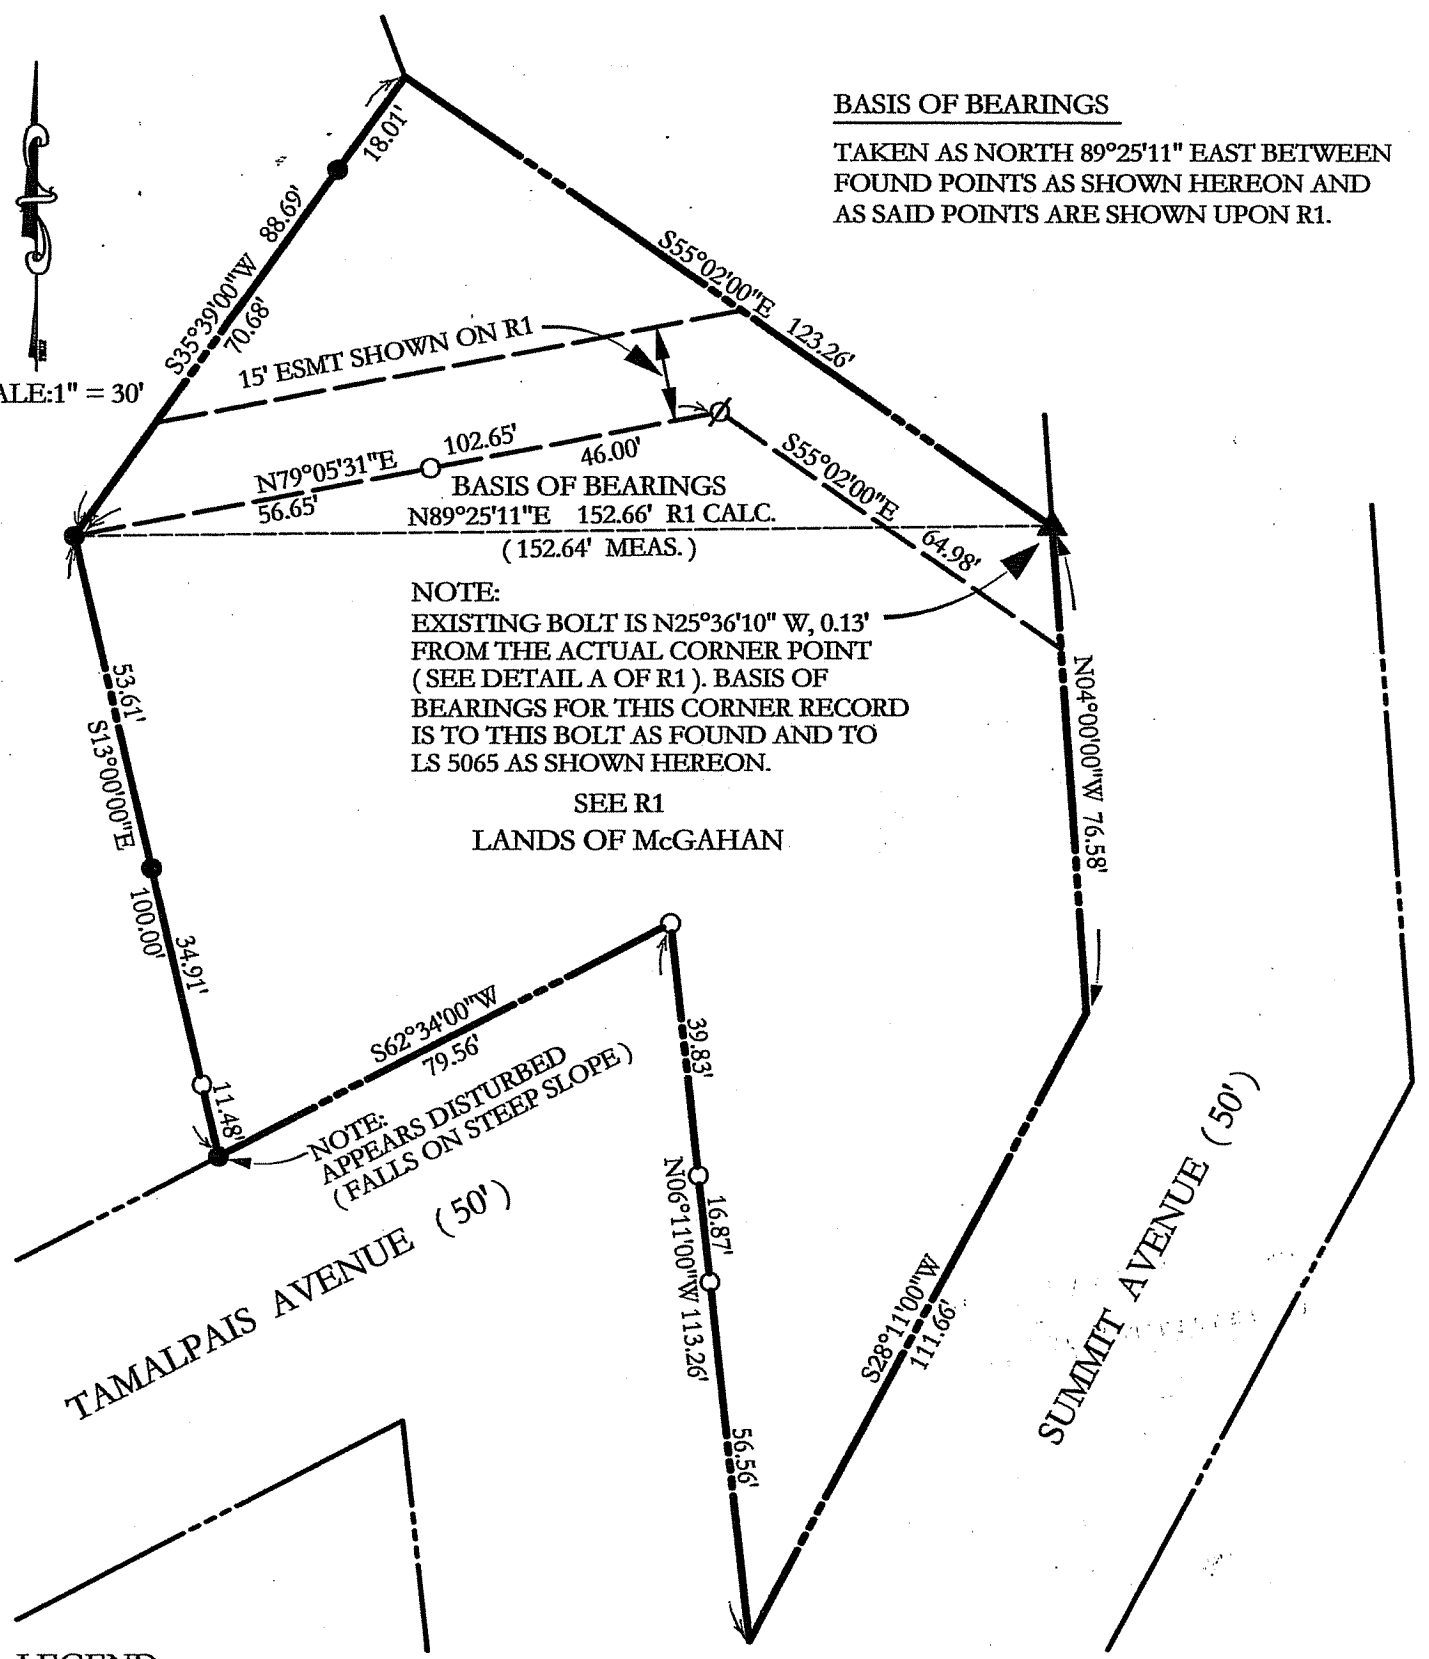 BASIS OF BEARINGS
TAKEN AS NORTH 89°25'11" EAST BETWEEN
FOUND POINTS AS SHOWN HEREON AND
AS SAID POINTS ARE SHOWN UPON R1.
18.01'
S35°39'00"W 88.69'
70.68'
S55°02'00"E 123.26'
15' ESMT SHOWN ON R1
ALE:1" = 30'
N79°05'31"E 102.65'
56.65'
46.00'
S55°02'00"E
64.98'
BASIS OF BEARINGS
N89°25'11"E 152.66' R1 CALC.
( 152.64' MEAS. )
NOTE:
EXISTING BOLT IS N25°36'10" W, 0.13'
FROM THE ACTUAL CORNER POINT
( SEE DETAIL A OF R1 ). BASIS OF
BEARINGS FOR THIS CORNER RECORD
IS TO THIS BOLT AS FOUND AND TO
LS 5065 AS SHOWN HEREON.
SEE R1
LANDS OF McGAHAN
53.61'
S13°00'00"E
100.00'
34.91'
11.48'
N04°00'00"W 76.58'
S62°34'00"W
79.56'
NOTE:
APPEARS DISTURBED
( FALLS ON STEEP SLOPE )
39.83'
16.87'
N06°11'00"W 113.26'
56.56'
S28°11'00"W
111.66'
TAMALPAIS AVENUE ( 50' )
SUMMIT AVENUE ( 50' )
LEGEND